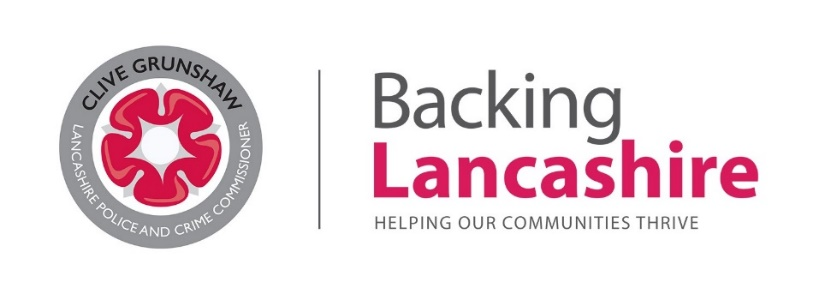 CLIVE GRUNSHAW
LANCASHIRE POLICE AND CRIME COMMISSIONER
Backing
Lancashire
HELPING OUR COMMUNITIES THRIVE